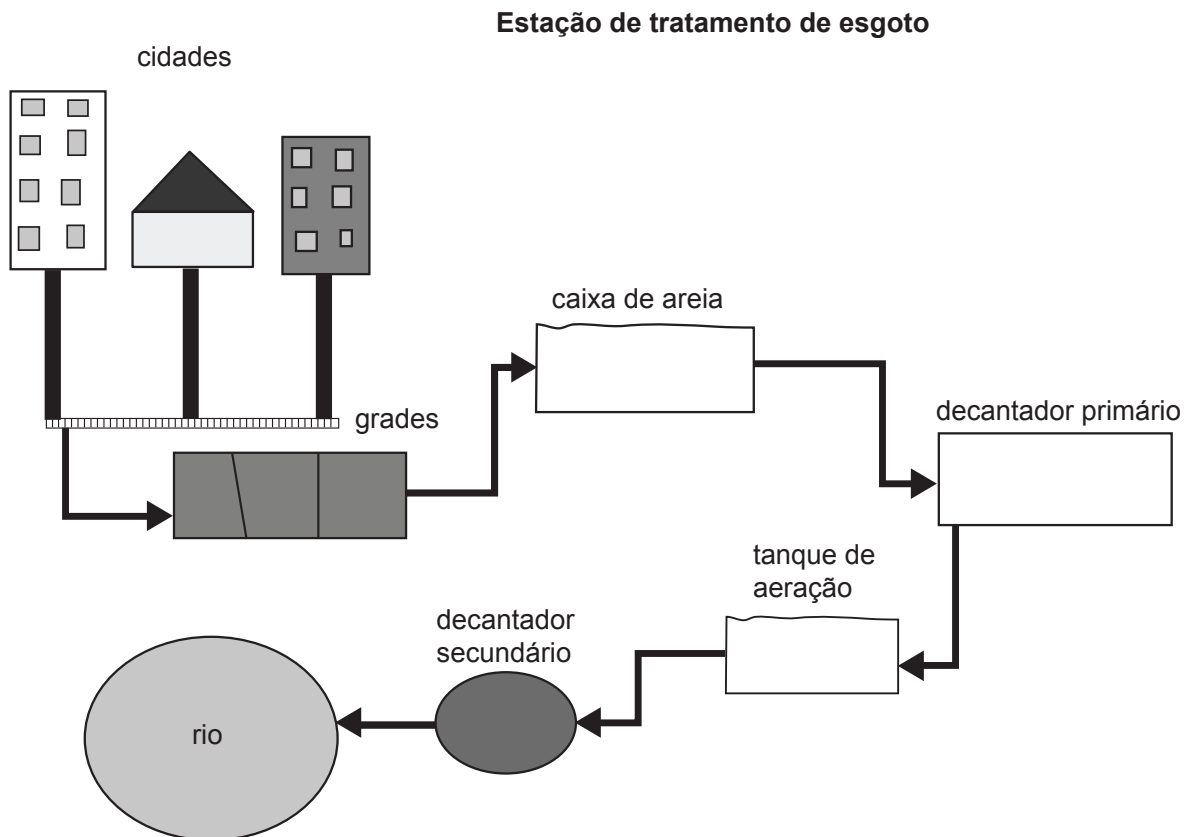 Estação de tratamento de esgoto
cidades
caixa de areia
grades
decantador primário
tanque de
aeração
decantador
secundário
rio